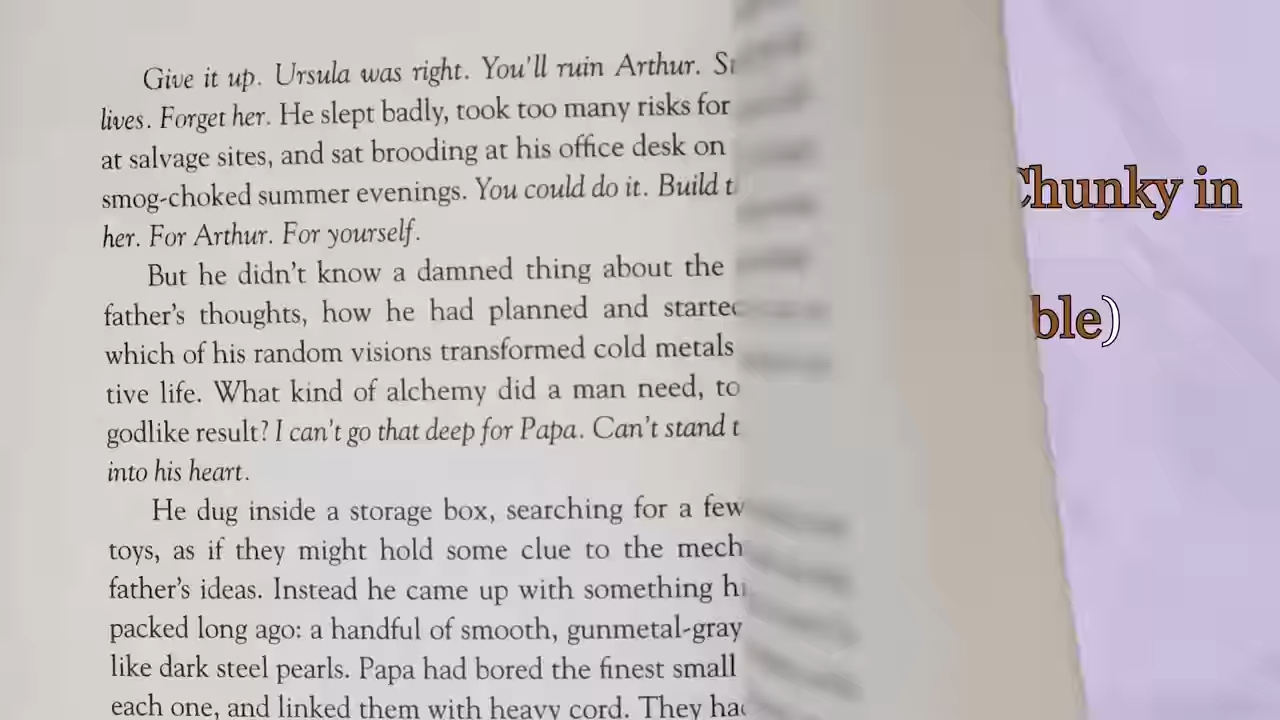 Give it up. Ursula was right. You'll ruin Arthur.
lives. Forget her. He slept badly, took too many risks for
at salvage sites, and sat brooding at his office desk on
smog-choked summer evenings. You could do it. Build
her. For Arthur. For yourself.
But he didn't know a damned thing about the
father's thoughts, how he had planned and started
which of his random visions transformed cold metals
tive life. What kind of alchemy did a man need, to
godlike result? I can't go that deep for Papa. Can't stand
into his heart.
He dug inside a storage box, searching for a few
toys, as if they might hold some clue to the mech
father's ideas. Instead he came up with something
packed long ago: a handful of smooth, gunmetal-gray
like dark steel pearls. Papa had bored the finest small
each one, and linked them with heavy cord. They had
Chunky in
ble)